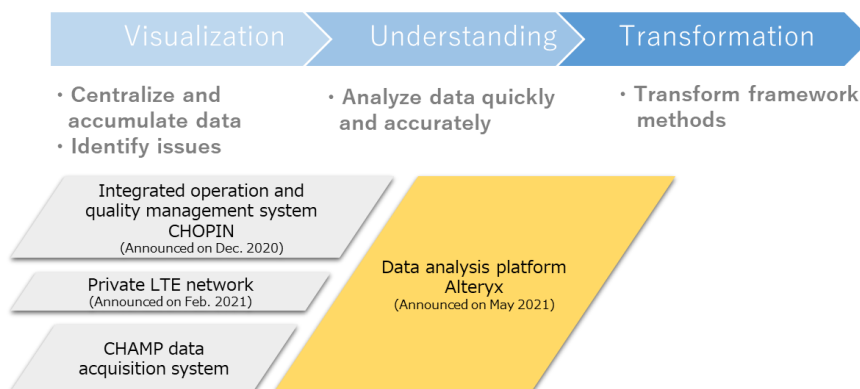 Visualization
Understanding
Transformation
・Centralize and
accumulate data
・Identify issues
・Analyze data quickly
and accurately
・Transform framework
methods
Integrated operation and
quality management system
CHOPIN
(Announced on Dec. 2020)
Private LTE network
(Announced on Feb. 2021)
CHAMP data
acquisition system
Data analysis platform
Alteryx
(Announced on May 2021)